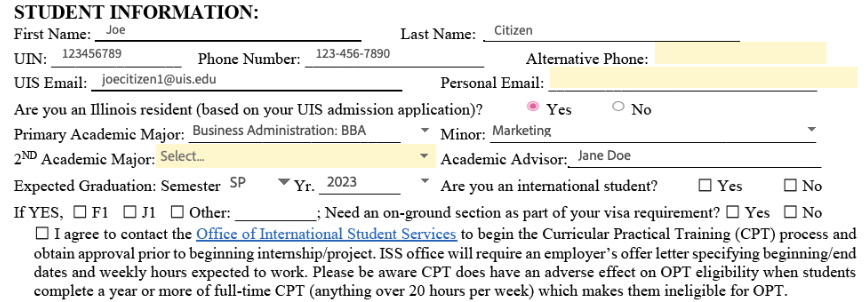 STUDENT INFORMATION:
First Name: Joe Last Name: Citizen
UIN: 123456789 Phone Number: 123-456-7890 Alternative Phone:
UIS Email: joecitizen1@uis.edu Personal Email:
Are you an Illinois resident (based on your UIS admission application)? Yes No
Primary Academic Major: Business Administration: BBA Minor: Marketing
2ND Academic Major: Select... Academic Advisor: Jane Doe
Expected Graduation: Semester SP Yr. 2023 Are you an international student? ☐ Yes ☐ No
If YES, ☐ F1 ☐ J1 ☐ Other: __________; Need an on-ground section as part of your visa requirement? ☐ Yes ☐ No
☐ I agree to contact the Office of International Student Services to begin the Curricular Practical Training (CPT) process and
obtain approval prior to beginning internship/project. ISS office will require an employer's offer letter specifying beginning/end
dates and weekly hours expected to work. Please be aware CPT does have an adverse effect on OPT eligibility when students
complete a year or more of full-time CPT (anything over 20 hours per week) which makes them ineligible for OPT.